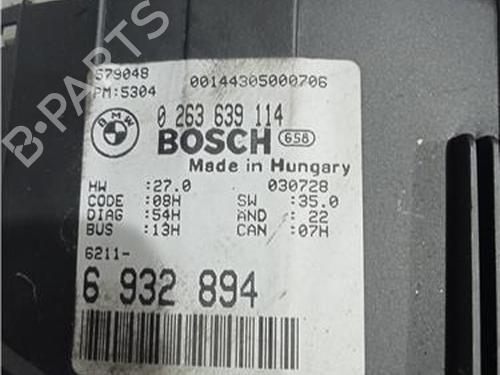 579048 00144305000706
PM:5304
BMW 0 263 639 114
BOSCH 658
Made in Hungary
HW :27.0 030728
CODE :08H SW :35.0
DIAG :54H AND : 22
BUS :13H CAN :07H
6211-
6 932 894